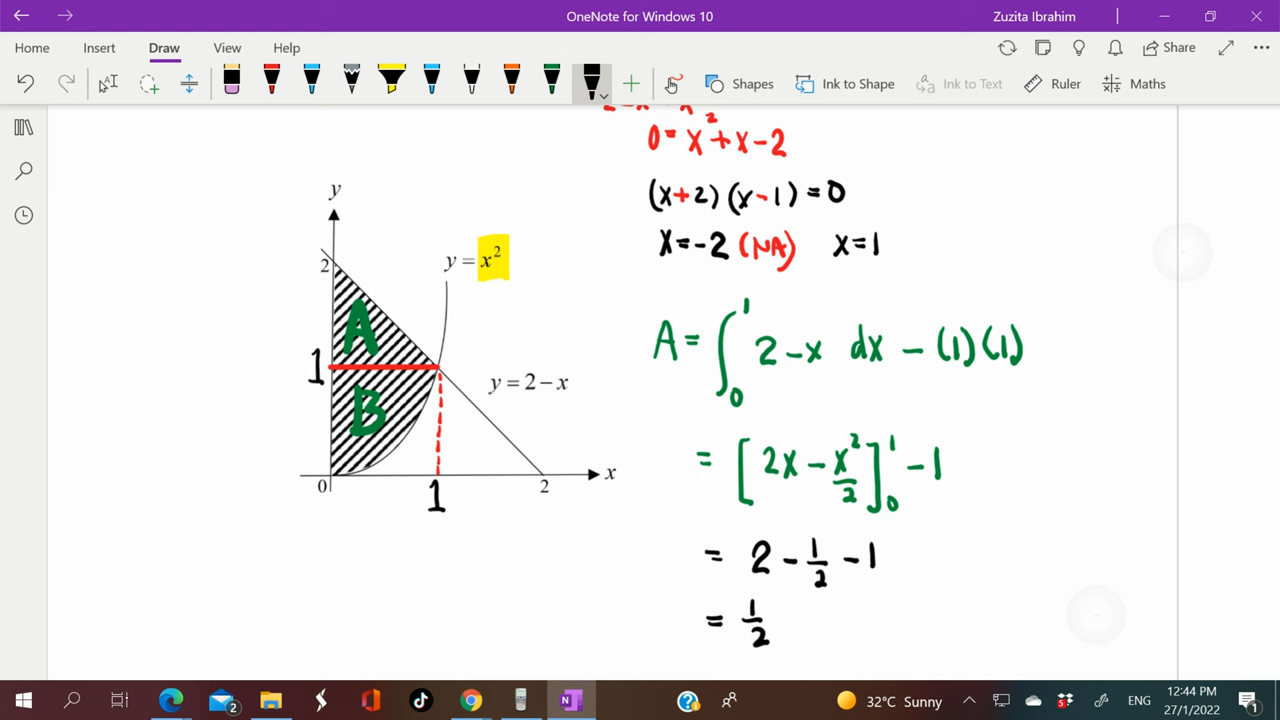 OneNote for Windows 10
Zuzita Ibrahim
Home Insert Draw View Help
Share
Shapes Ink to Shape Ink to Text Ruler Maths
0 = x² + x - 2
(x+2)(x-1) = 0
x = -2 (NA) x = 1
y
2
y = x²
A
1
B
y = 2 - x
0 1 2 x
A = ∫₀¹ 2 - x dx - (1)(1)
= [2x - x²/2]₀¹ - 1
= 2 - 1/2 - 1
= 1/2
2
5
32°C Sunny
ENG
12:44 PM
27/1/2022
1